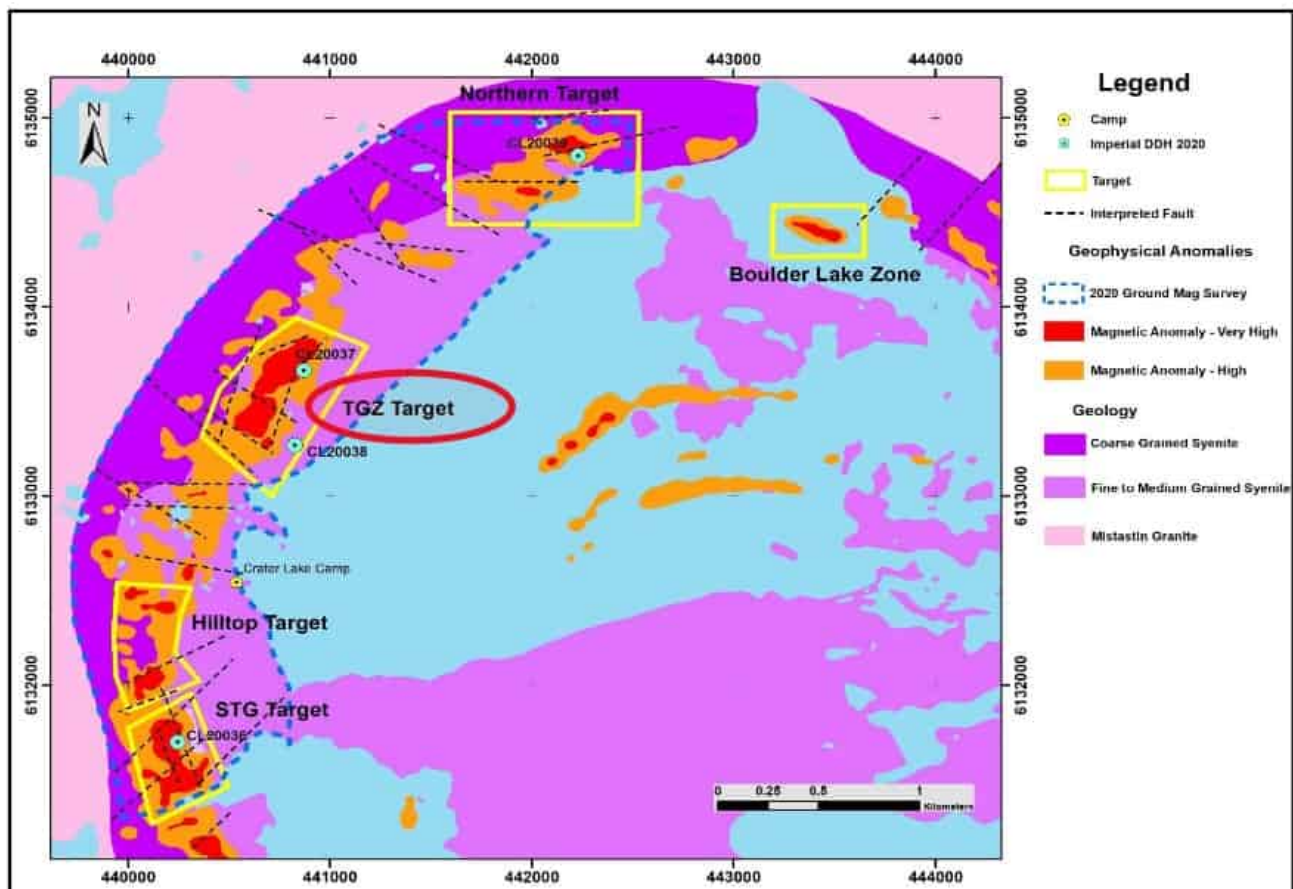 440000 441000 442000 443000 444000
Northern Target
N
6135000
6135000
CL20039
Boulder Lake Zone
6134000
6134000
CL20037
TGZ Target
CL20038
6133000
6133000
Crater Lake Camp
Hilltop Target
6132000
6132000
STG Target
CL20036
0 0.25 0.5 1
Kilometers
440000 441000 442000 443000 444000
Legend
Camp
Imperial DDH 2020
Target
Interpreted Fault
Geophysical Anomalies
2020 Ground Mag Survey
Magnetic Anomaly - Very High
Magnetic Anomaly - High
Geology
Coarse Grained Syenite
Fine to Medium Grained Syenite
Mistastin Granite